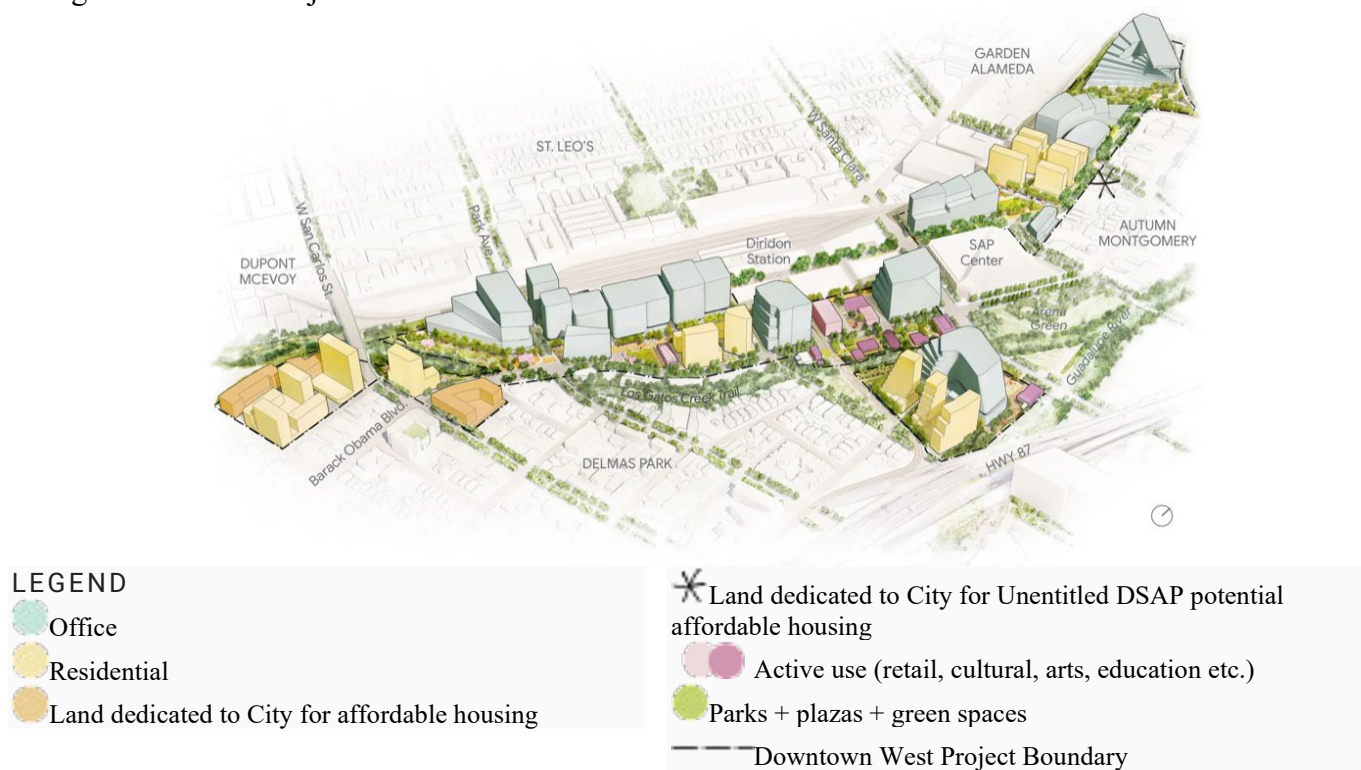 GARDEN
ALAMEDA
W Santa Clara
ST. LEO'S
Park Ave.
W San Carlos St.
AUTUMN
MONTGOMERY
SAP
Center
Diridon
Station
DUPONT
MCEVOY
Arena
Green
Guadalupe River
Los Gatos Creek Trail
Barack Obama Blvd.
DELMAS PARK
HWY 87
LEGEND
Office
Residential
Land dedicated to City for affordable housing
Land dedicated to City for Unentitled DSAP potential
affordable housing
Active use (retail, cultural, arts, education etc.)
Parks + plazas + green spaces
Downtown West Project Boundary